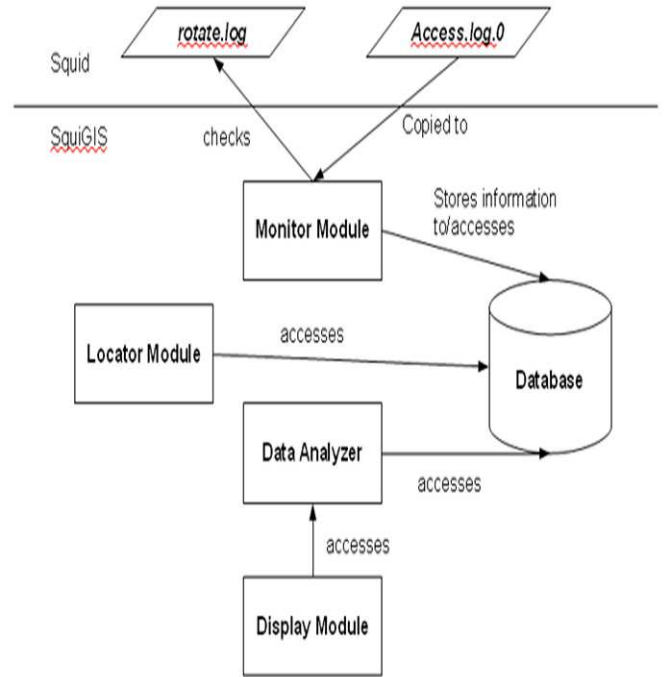 rotate.log
Access.log.0
Squid
SquiGIS
checks
Copied to
Monitor Module
Stores information
to/accesses
Locator Module
accesses
Database
Data Analyzer
accesses
accesses
Display Module